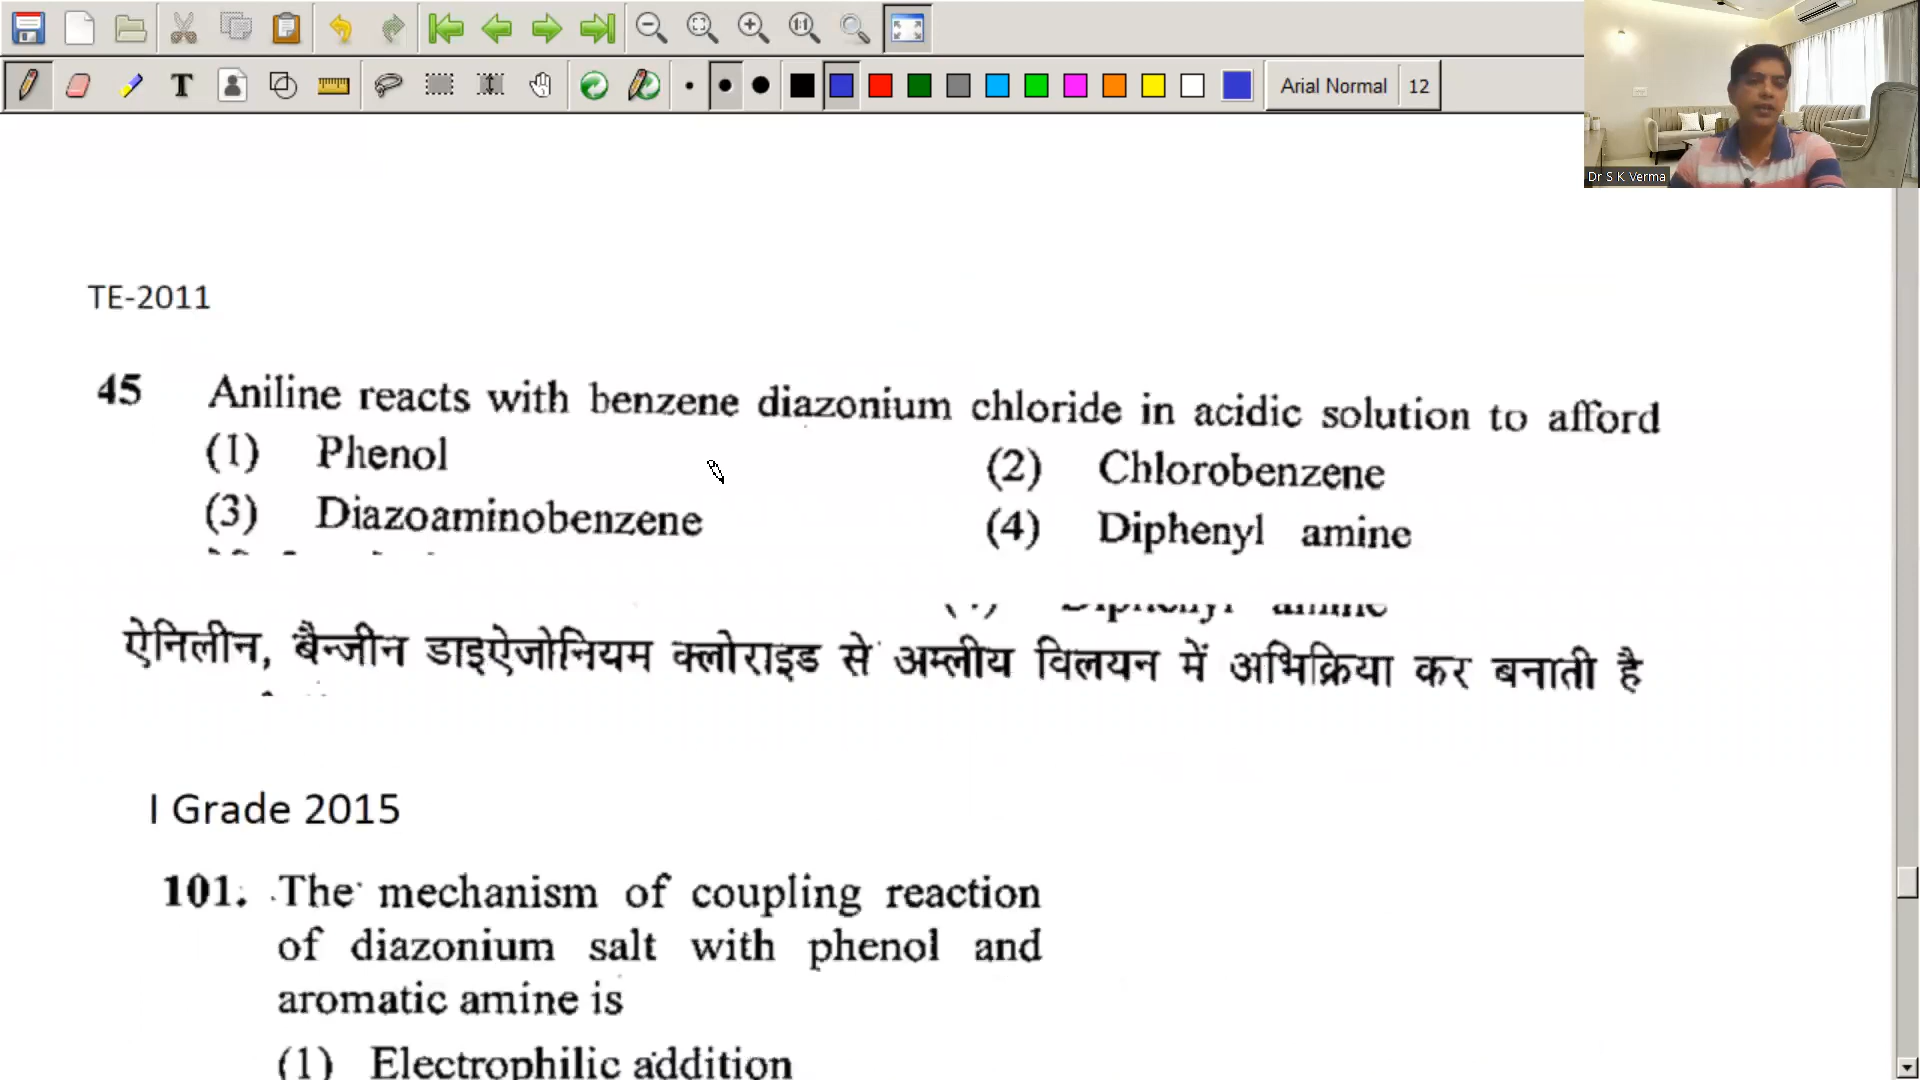 Arial Normal 12
Dr S K Verma
TE-2011
45 Aniline reacts with benzene diazonium chloride in acidic solution to afford
(1) Phenol (2) Chlorobenzene
(3) Diazoaminobenzene (4) Diphenyl amine
(4) Diphenyl amine
ऐनिलीन, बैन्जीन डाइऐजोनियम क्लोराइड से अम्लीय विलयन में अभिक्रिया कर बनाती है
I Grade 2015
101. The mechanism of coupling reaction
of diazonium salt with phenol and
aromatic amine is
(1) Electrophilic addition